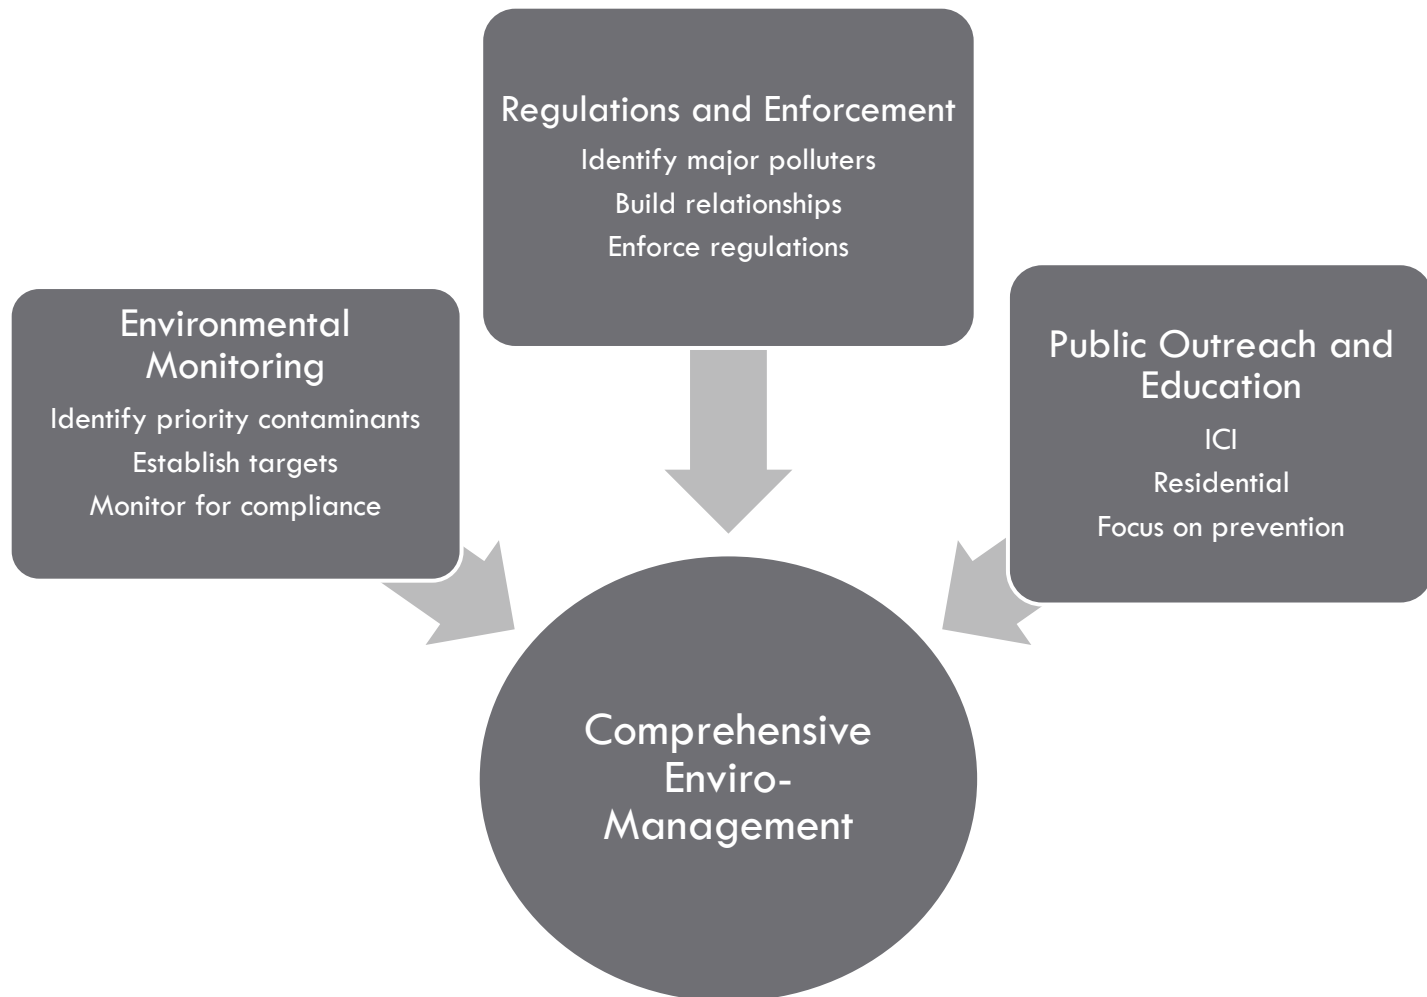 Regulations and Enforcement
Identify major polluters
Build relationships
Enforce regulations
Environmental
Monitoring
Identify priority contaminants
Establish targets
Monitor for compliance
Public Outreach and
Education
ICI
Residential
Focus on prevention
Comprehensive
Enviro-
Management